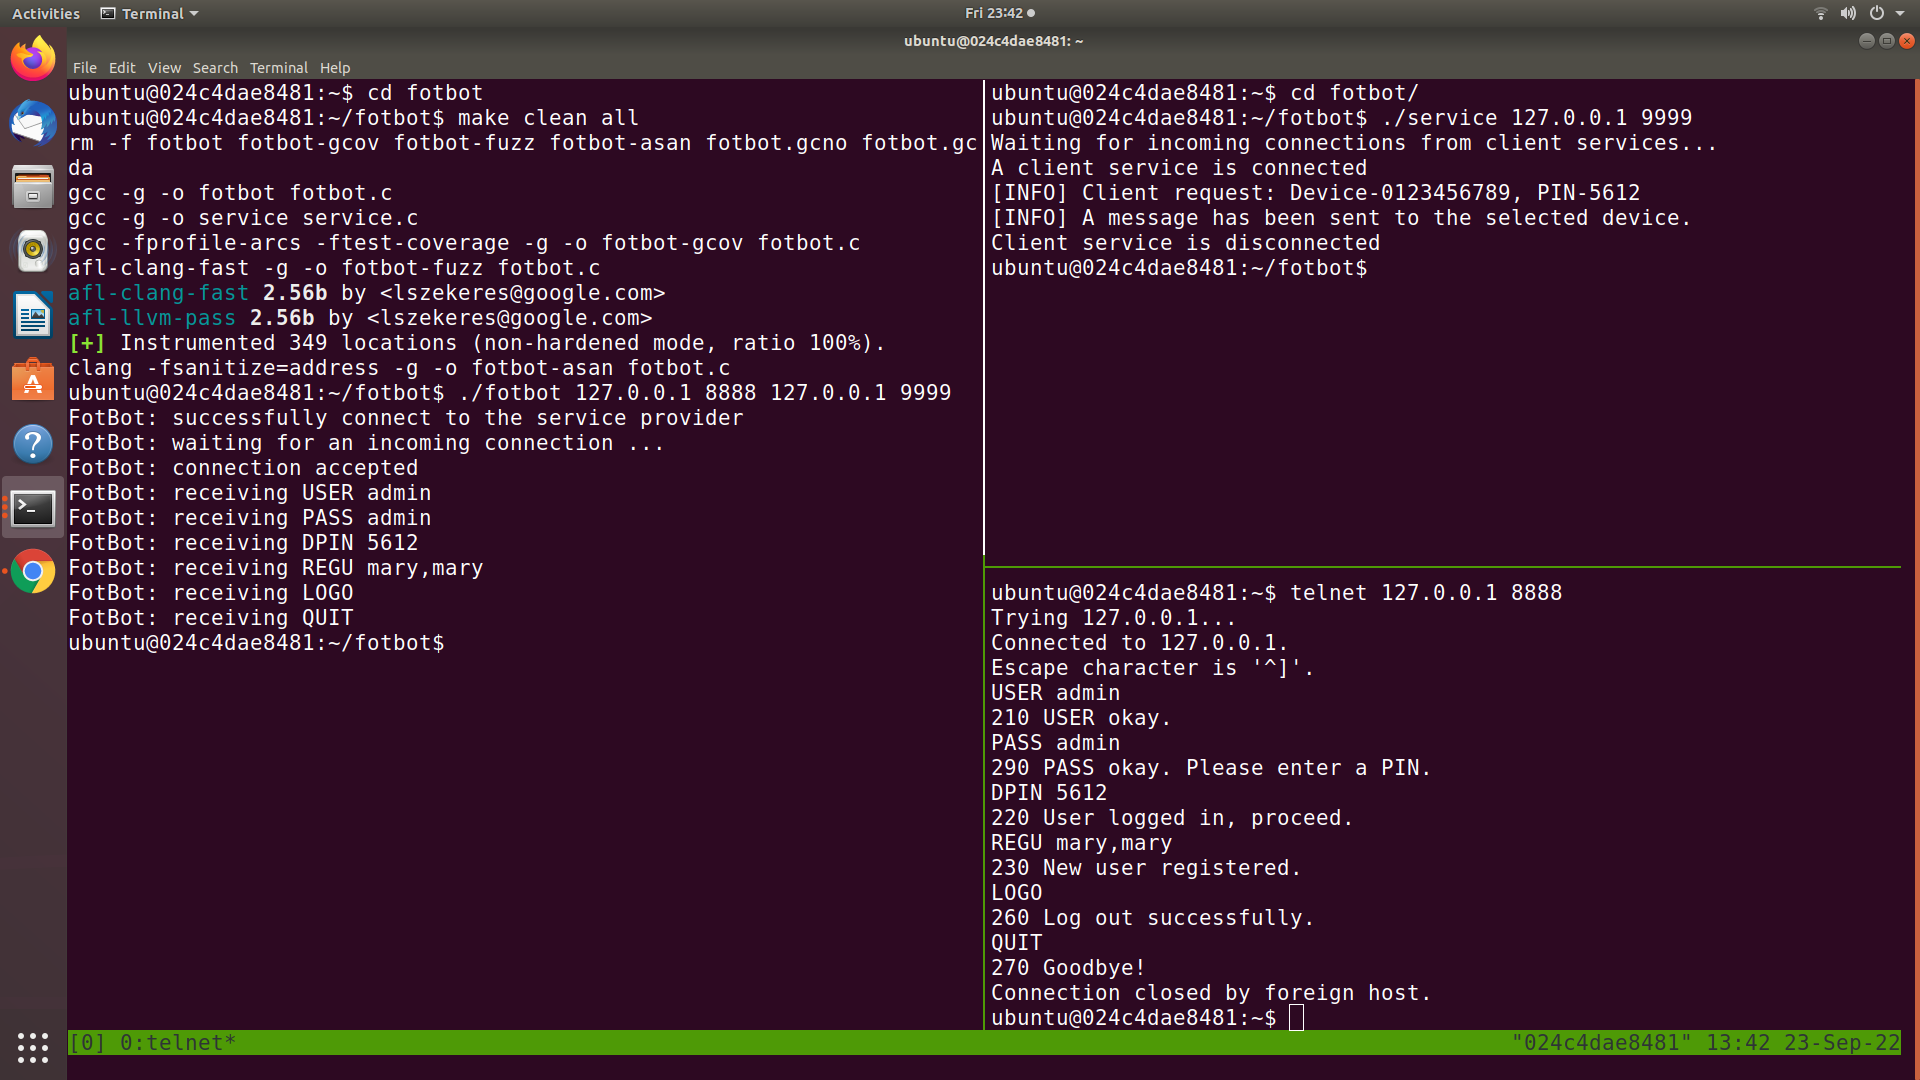 Activities
Terminal
Fri 23:42
ubuntu@024c4dae8481: ~
File Edit View Search Terminal Help
ubuntu@024c4dae8481:~$ cd fotbot
ubuntu@024c4dae8481:~/fotbot$ make clean all
rm -f fotbot fotbot-gcov fotbot-fuzz fotbot-asan fotbot.gcno fotbot.gc
da
gcc -g -o fotbot fotbot.c
gcc -g -o service service.c
gcc -fprofile-arcs -ftest-coverage -g -o fotbot-gcov fotbot.c
afl-clang-fast -g -o fotbot-fuzz fotbot.c
afl-clang-fast 2.56b by <lszekeres@google.com>
afl-llvm-pass 2.56b by <lszekeres@google.com>
[+] Instrumented 349 locations (non-hardened mode, ratio 100%).
clang -fsanitize=address -g -o fotbot-asan fotbot.c
ubuntu@024c4dae8481:~/fotbot$ ./fotbot 127.0.0.1 8888 127.0.0.1 9999
FotBot: successfully connect to the service provider
FotBot: waiting for an incoming connection ...
FotBot: connection accepted
FotBot: receiving USER admin
FotBot: receiving PASS admin
FotBot: receiving DPIN 5612
FotBot: receiving REGU mary,mary
FotBot: receiving LOGO
FotBot: receiving QUIT
ubuntu@024c4dae8481:~/fotbot$
ubuntu@024c4dae8481:~$ cd fotbot/
ubuntu@024c4dae8481:~/fotbot$ ./service 127.0.0.1 9999
Waiting for incoming connections from client services...
A client service is connected
[INFO] Client request: Device-0123456789, PIN-5612
[INFO] A message has been sent to the selected device.
Client service is disconnected
ubuntu@024c4dae8481:~/fotbot$
ubuntu@024c4dae8481:~$ telnet 127.0.0.1 8888
Trying 127.0.0.1...
Connected to 127.0.0.1.
Escape character is '^]'.
USER admin
210 USER okay.
PASS admin
290 PASS okay. Please enter a PIN.
DPIN 5612
220 User logged in, proceed.
REGU mary,mary
230 New user registered.
LOGO
260 Log out successfully.
QUIT
270 Goodbye!
Connection closed by foreign host.
ubuntu@024c4dae8481:~$
[0] 0:telnet*
"024c4dae8481" 13:42 23-Sep-22